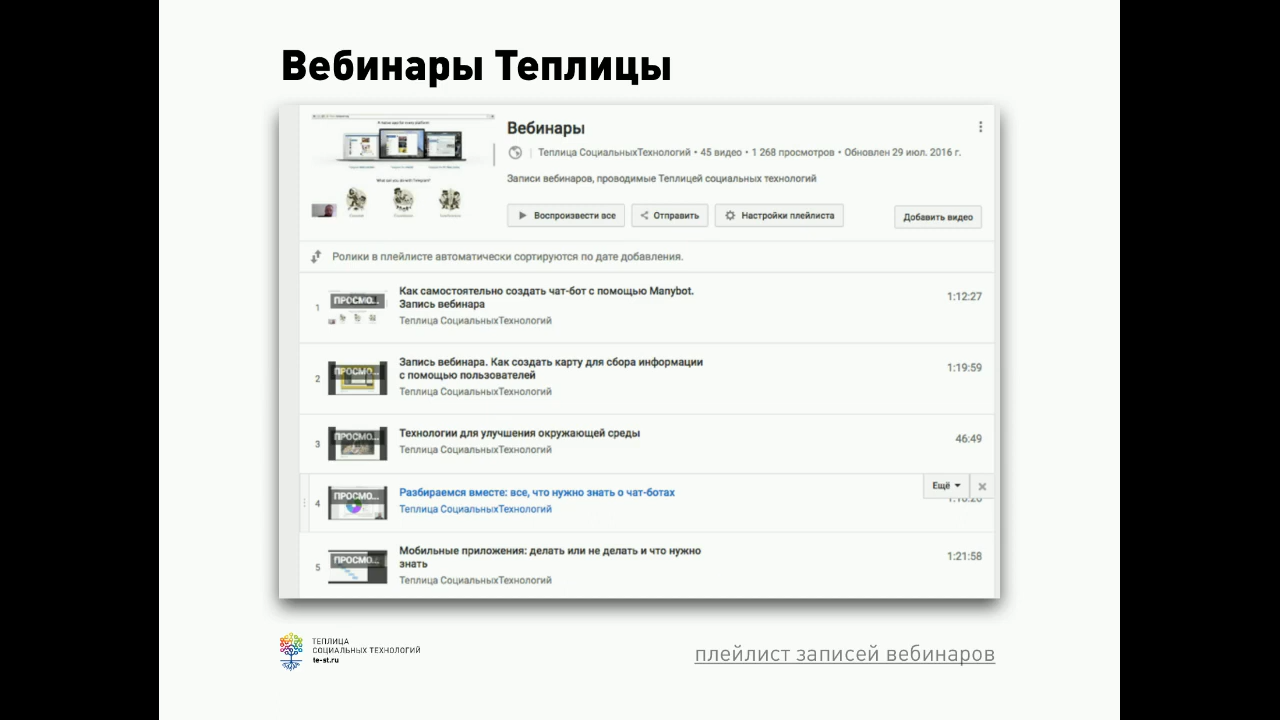 Вебинары Теплицы
Вебинары
Теплица СоциальныхТехнологий • 45 видео • 1 268 просмотров • Обновлен 29 июл. 2016 г.
Записи вебинаров, проводимые Теплицей социальных технологий
Воспроизвести все
Отправить
Настройки плейлиста
Добавить видео
Ролики в плейлисте автоматически сортируются по дате добавления.
1
ПРОСМО...
Как самостоятельно создать чат-бот с помощью Manybot.
Запись вебинара
Теплица СоциальныхТехнологий
1:12:27
2
ПРОСМО...
Запись вебинара. Как создать карту для сбора информации
с помощью пользователей
Теплица СоциальныхТехнологий
1:19:59
3
ПРОСМО...
Технологии для улучшения окружающей среды
Теплица СоциальныхТехнологий
46:49
4
ПРОСМО...
Разбираемся вместе: все, что нужно знать о чат-ботах
Теплица СоциальныхТехнологий
Ещё
5
ПРОСМО...
Мобильные приложения: делать или не делать и что нужно
знать
Теплица СоциальныхТехнологий
1:21:58
ТЕПЛИЦА
СОЦИАЛЬНЫХ ТЕХНОЛОГИЙ
te-st.ru
плейлист записей вебинаров